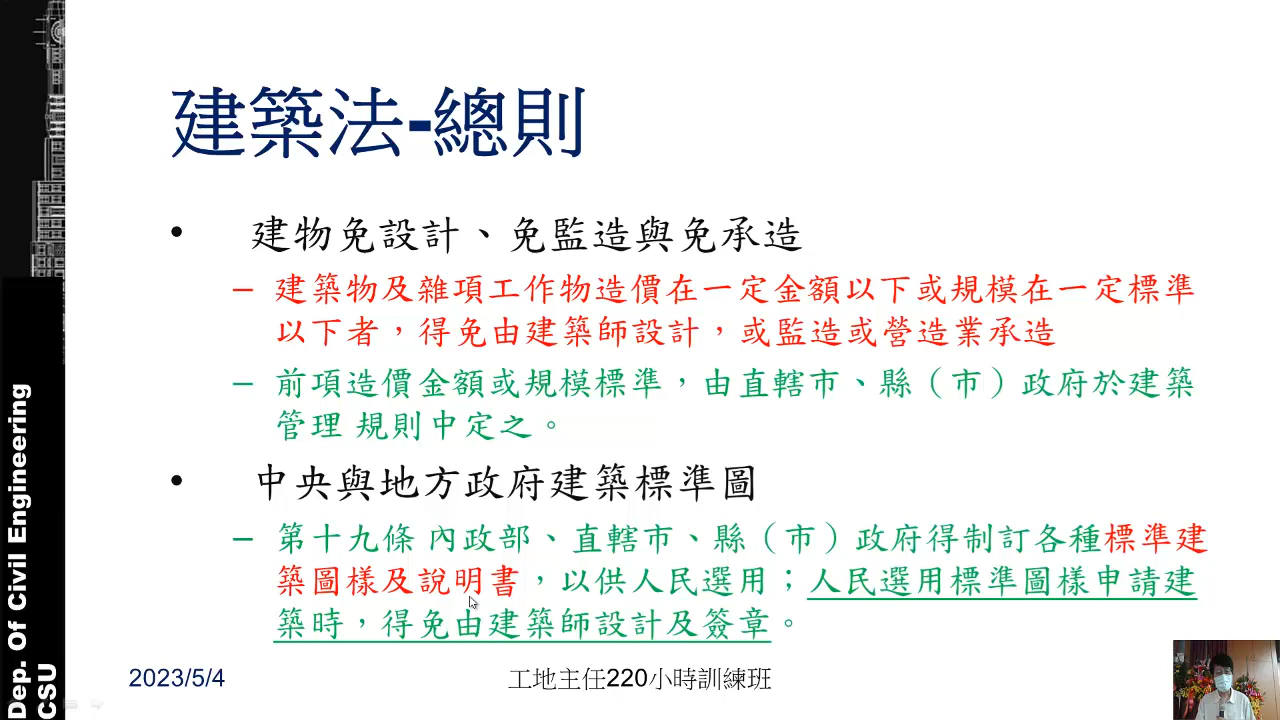 建築法-總則
• 建物免設計、免監造與免承造
– 建築物及雜項工作物造價在一定金額以下或規模在一定標準
以下者，得免由建築師設計，或監造或營造業承造
– 前項造價金額或規模標準，由直轄市、縣（市）政府於建築
管理 規則中定之。
• 中央與地方政府建築標準圖
– 第十九條 內政部、直轄市、縣（市）政府得制訂各種標準建
築圖樣及說明書，以供人民選用；人民選用標準圖樣申請建
築時，得免由建築師設計及簽章。
2023/5/4
工地主任220小時訓練班
Dep. Of Civil Engineering
CSU